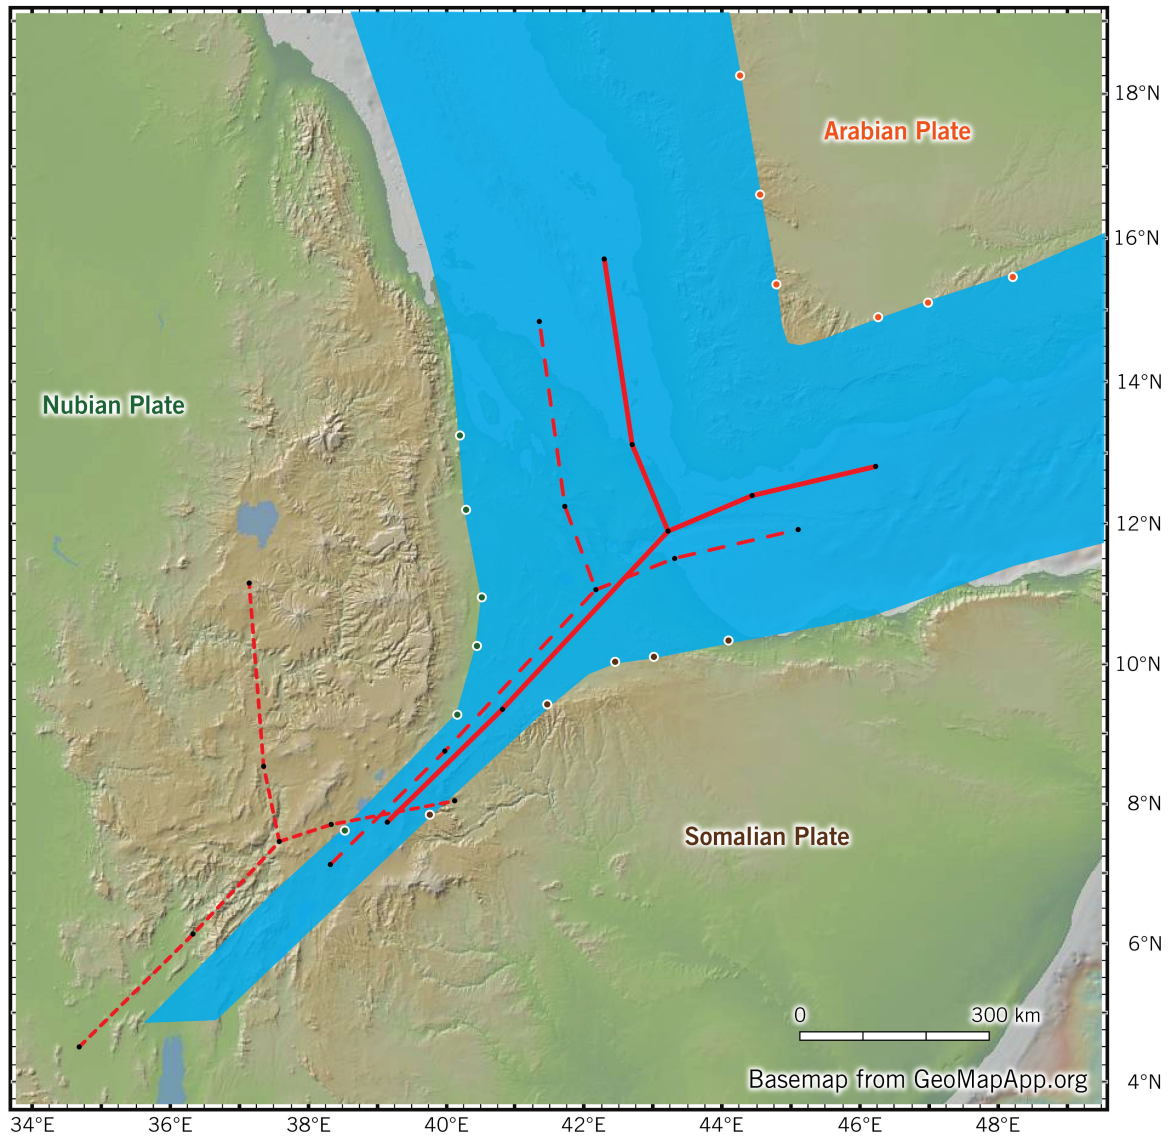 18°N
Arabian Plate
16°N
14°N
Nubian Plate
12°N
10°N
8°N
Somalian Plate
6°N
0 300 km
Basemap from GeoMapApp.org
4°N
34°E 36°E 38°E 40°E 42°E 44°E 46°E 48°E